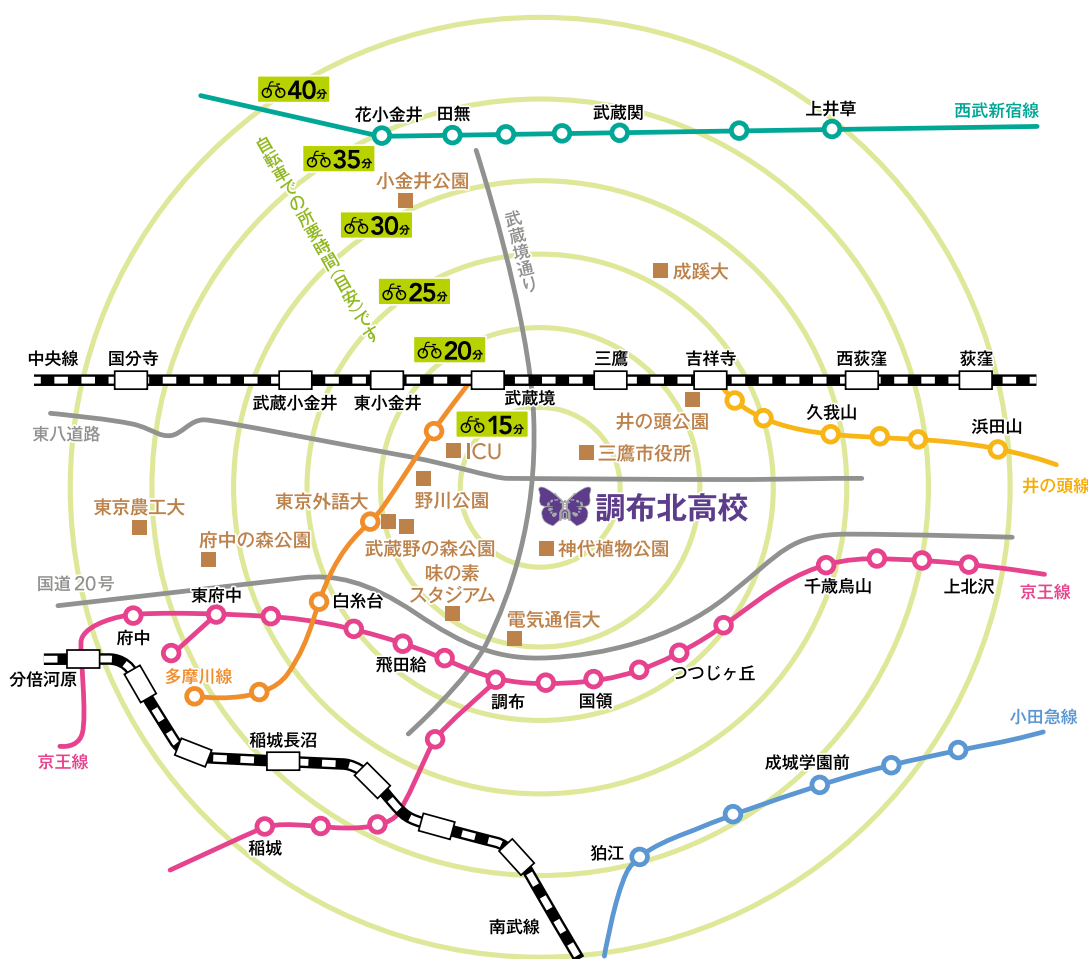 40分
花小金井
田無
武蔵関
上井草
西武新宿線
35分
自転車での所要時間(目安)です
小金井公園
30分
武蔵境通り
成蹊大
25分
20分
中央線
国分寺
三鷹
吉祥寺
西荻窪
荻窪
武蔵小金井
東小金井
武蔵境
井の頭公園
久我山
浜田山
15分
東八道路
ICU
三鷹市役所
井の頭線
東京農工大
東京外語大
野川公園
調布北高校
府中の森公園
武蔵野の森公園
神代植物公園
国道20号
東府中
白糸台
味の素
スタジアム
千歳烏山
上北沢
京王線
府中
電気通信大
分倍河原
多摩川線
飛田給
つつじヶ丘
調布
国領
小田急線
京王線
稲城長沼
成城学園前
稲城
狛江
南武線